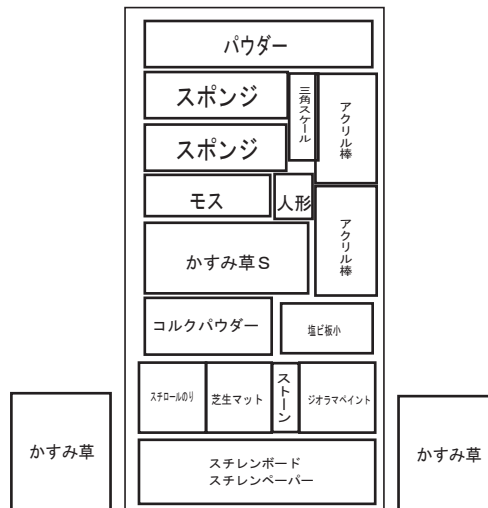 パウダー
スポンジ
三角スケール
アクリル棒
スポンジ
モス
人形
アクリル棒
かすみ草S
コルクパウダー
塩ビ板小
スチロールのり
芝生マット
ストーン
ジオラマペイント
かすみ草
かすみ草
スチレンボード
スチレンペーパー